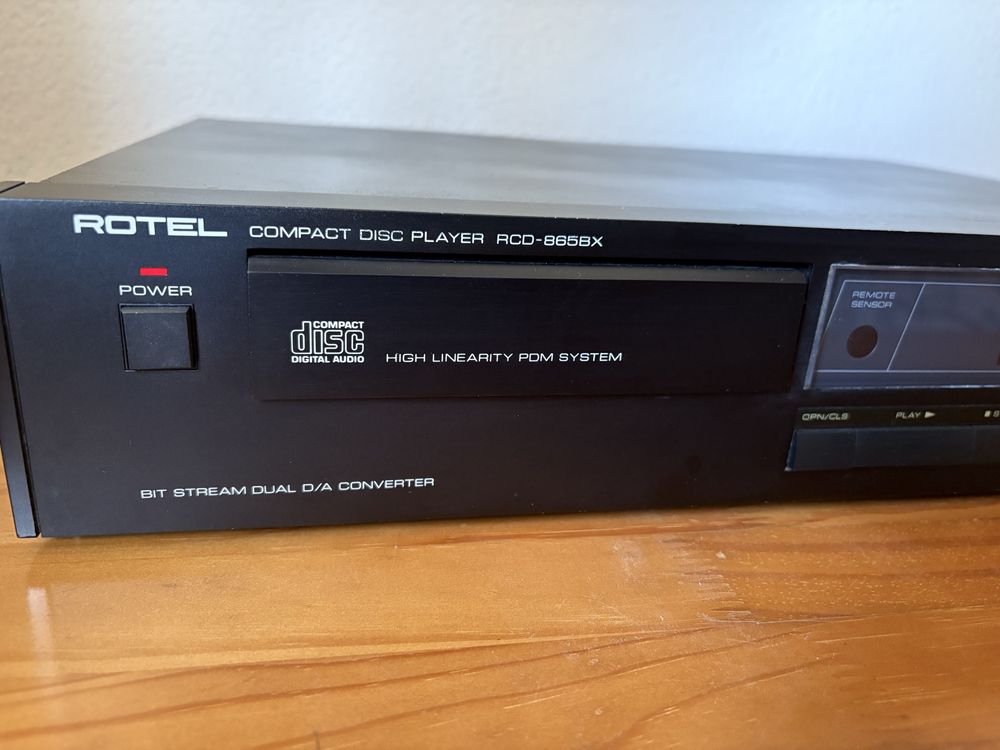 ROTEL COMPACT DISC PLAYER RCD-865BX
POWER
COMPACT
disc
DIGITAL AUDIO
HIGH LINEARITY PDM SYSTEM
BIT STREAM DUAL D/A CONVERTER
REMOTE
SENSOR
OPN/CLS PLAY